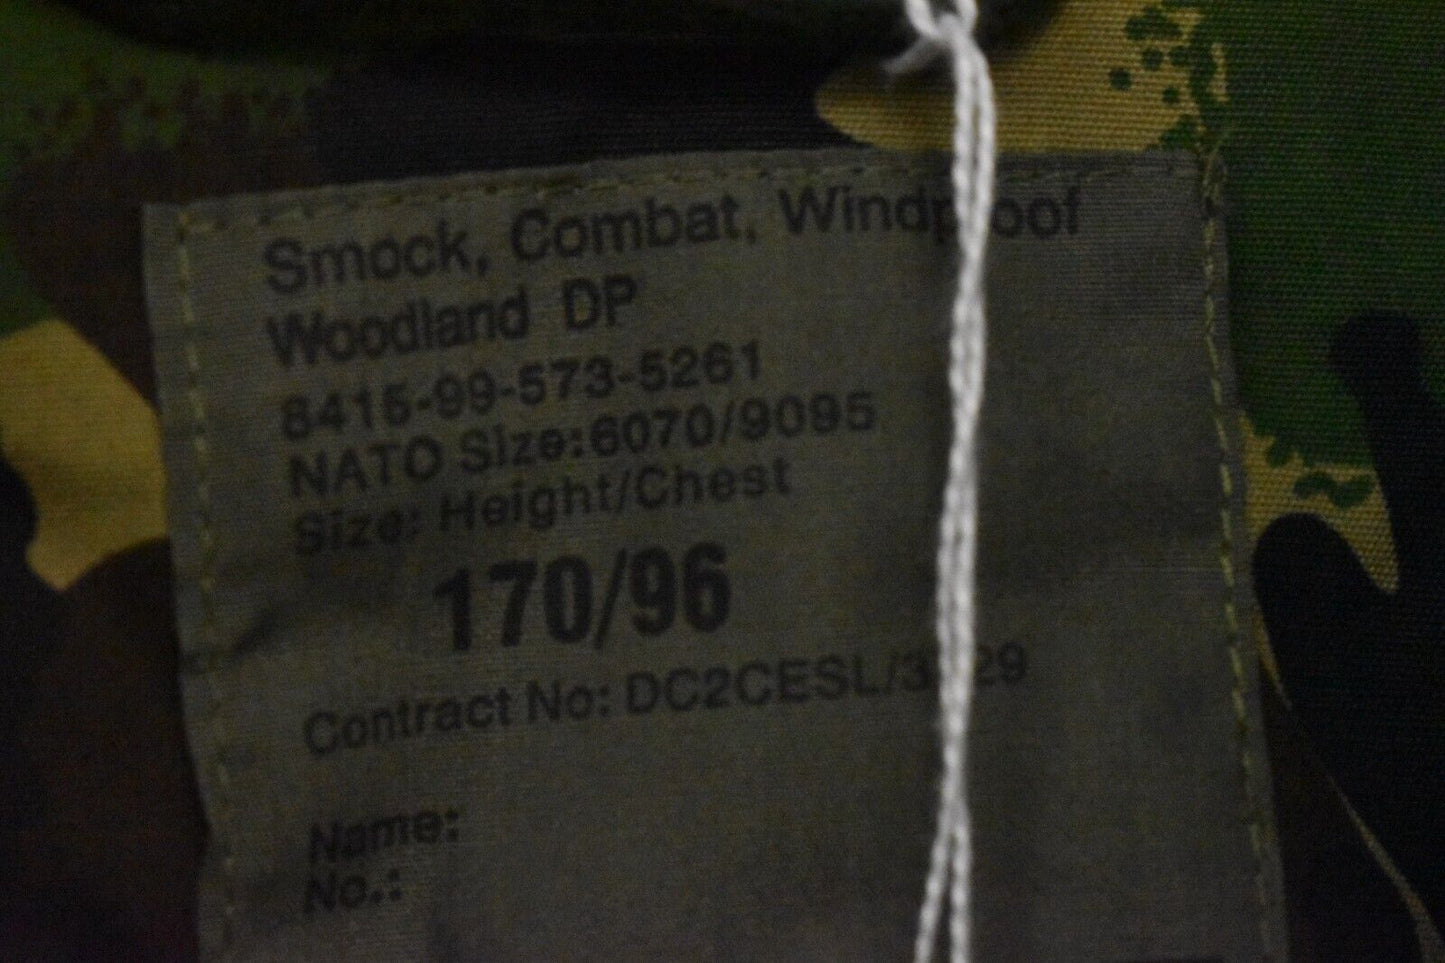 Smock, Combat, Windproof
Woodland DP
8415-99-573-5261
NATO Size:6070/9095
Size: Height/Chest
170/96
Contract No:
Name:
No.: